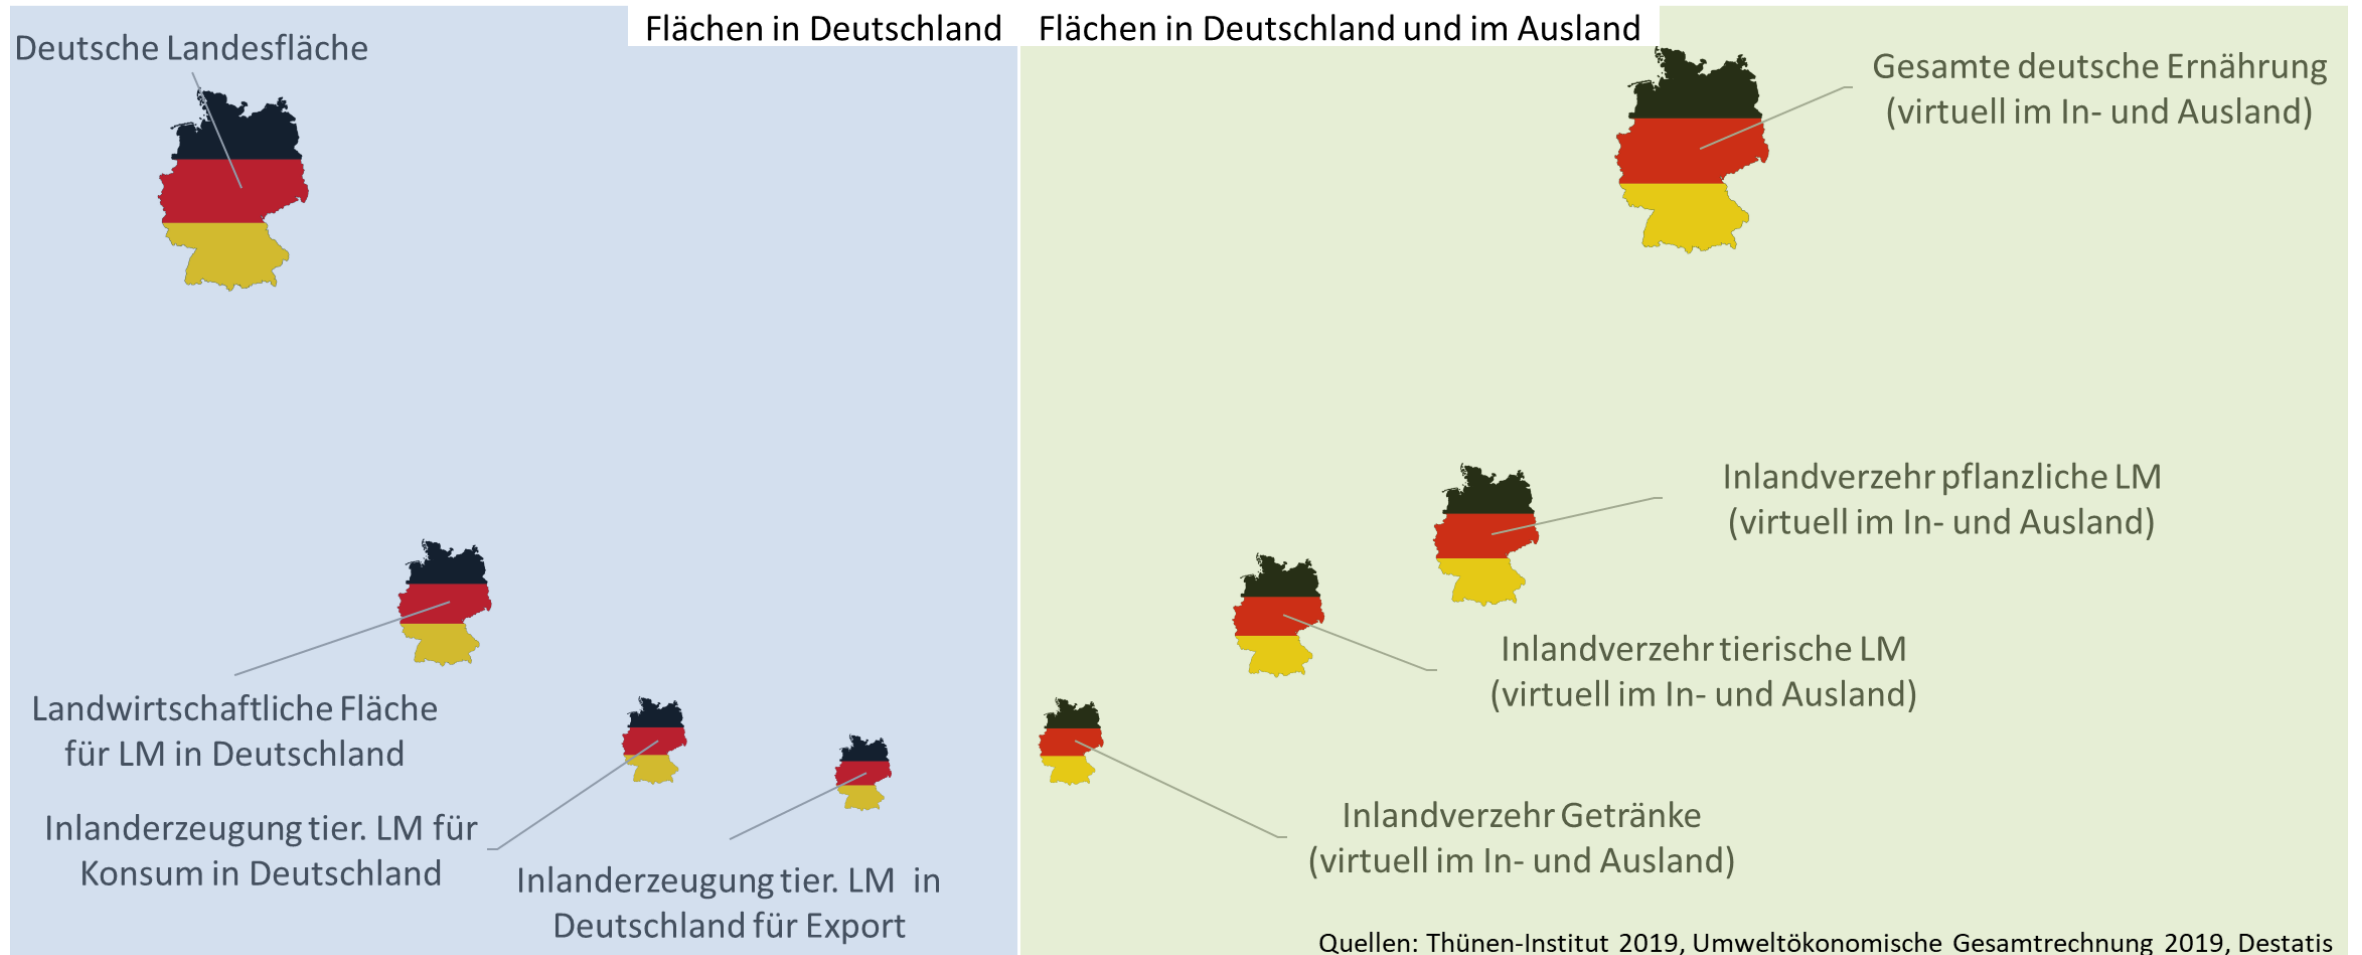 Flächen in Deutschland
Deutsche Landesfläche
Landwirtschaftliche Fläche
für LM in Deutschland
Inlanderzeugung tier. LM für
Konsum in Deutschland
Inlanderzeugung tier. LM in
Deutschland für Export
Flächen in Deutschland und im Ausland
Gesamte deutsche Ernährung
(virtuell im In- und Ausland)
Inlandverzehr pflanzliche LM
(virtuell im In- und Ausland)
Inlandverzehr tierische LM
(virtuell im In- und Ausland)
Inlandverzehr Getränke
(virtuell im In- und Ausland)
Quellen: Thünen-Institut 2019, Umweltökonomische Gesamtrechnung 2019, Destatis